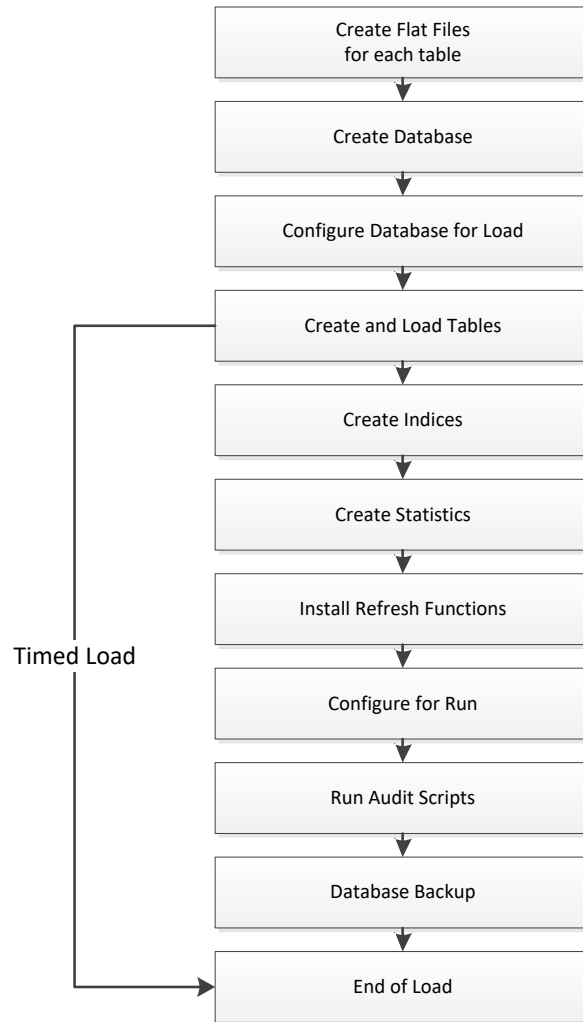 Create Flat Files
for each table
Create Database
Configure Database for Load
Create and Load Tables
Create Indices
Create Statistics
Install Refresh Functions
Timed Load
Configure for Run
Run Audit Scripts
Database Backup
End of Load